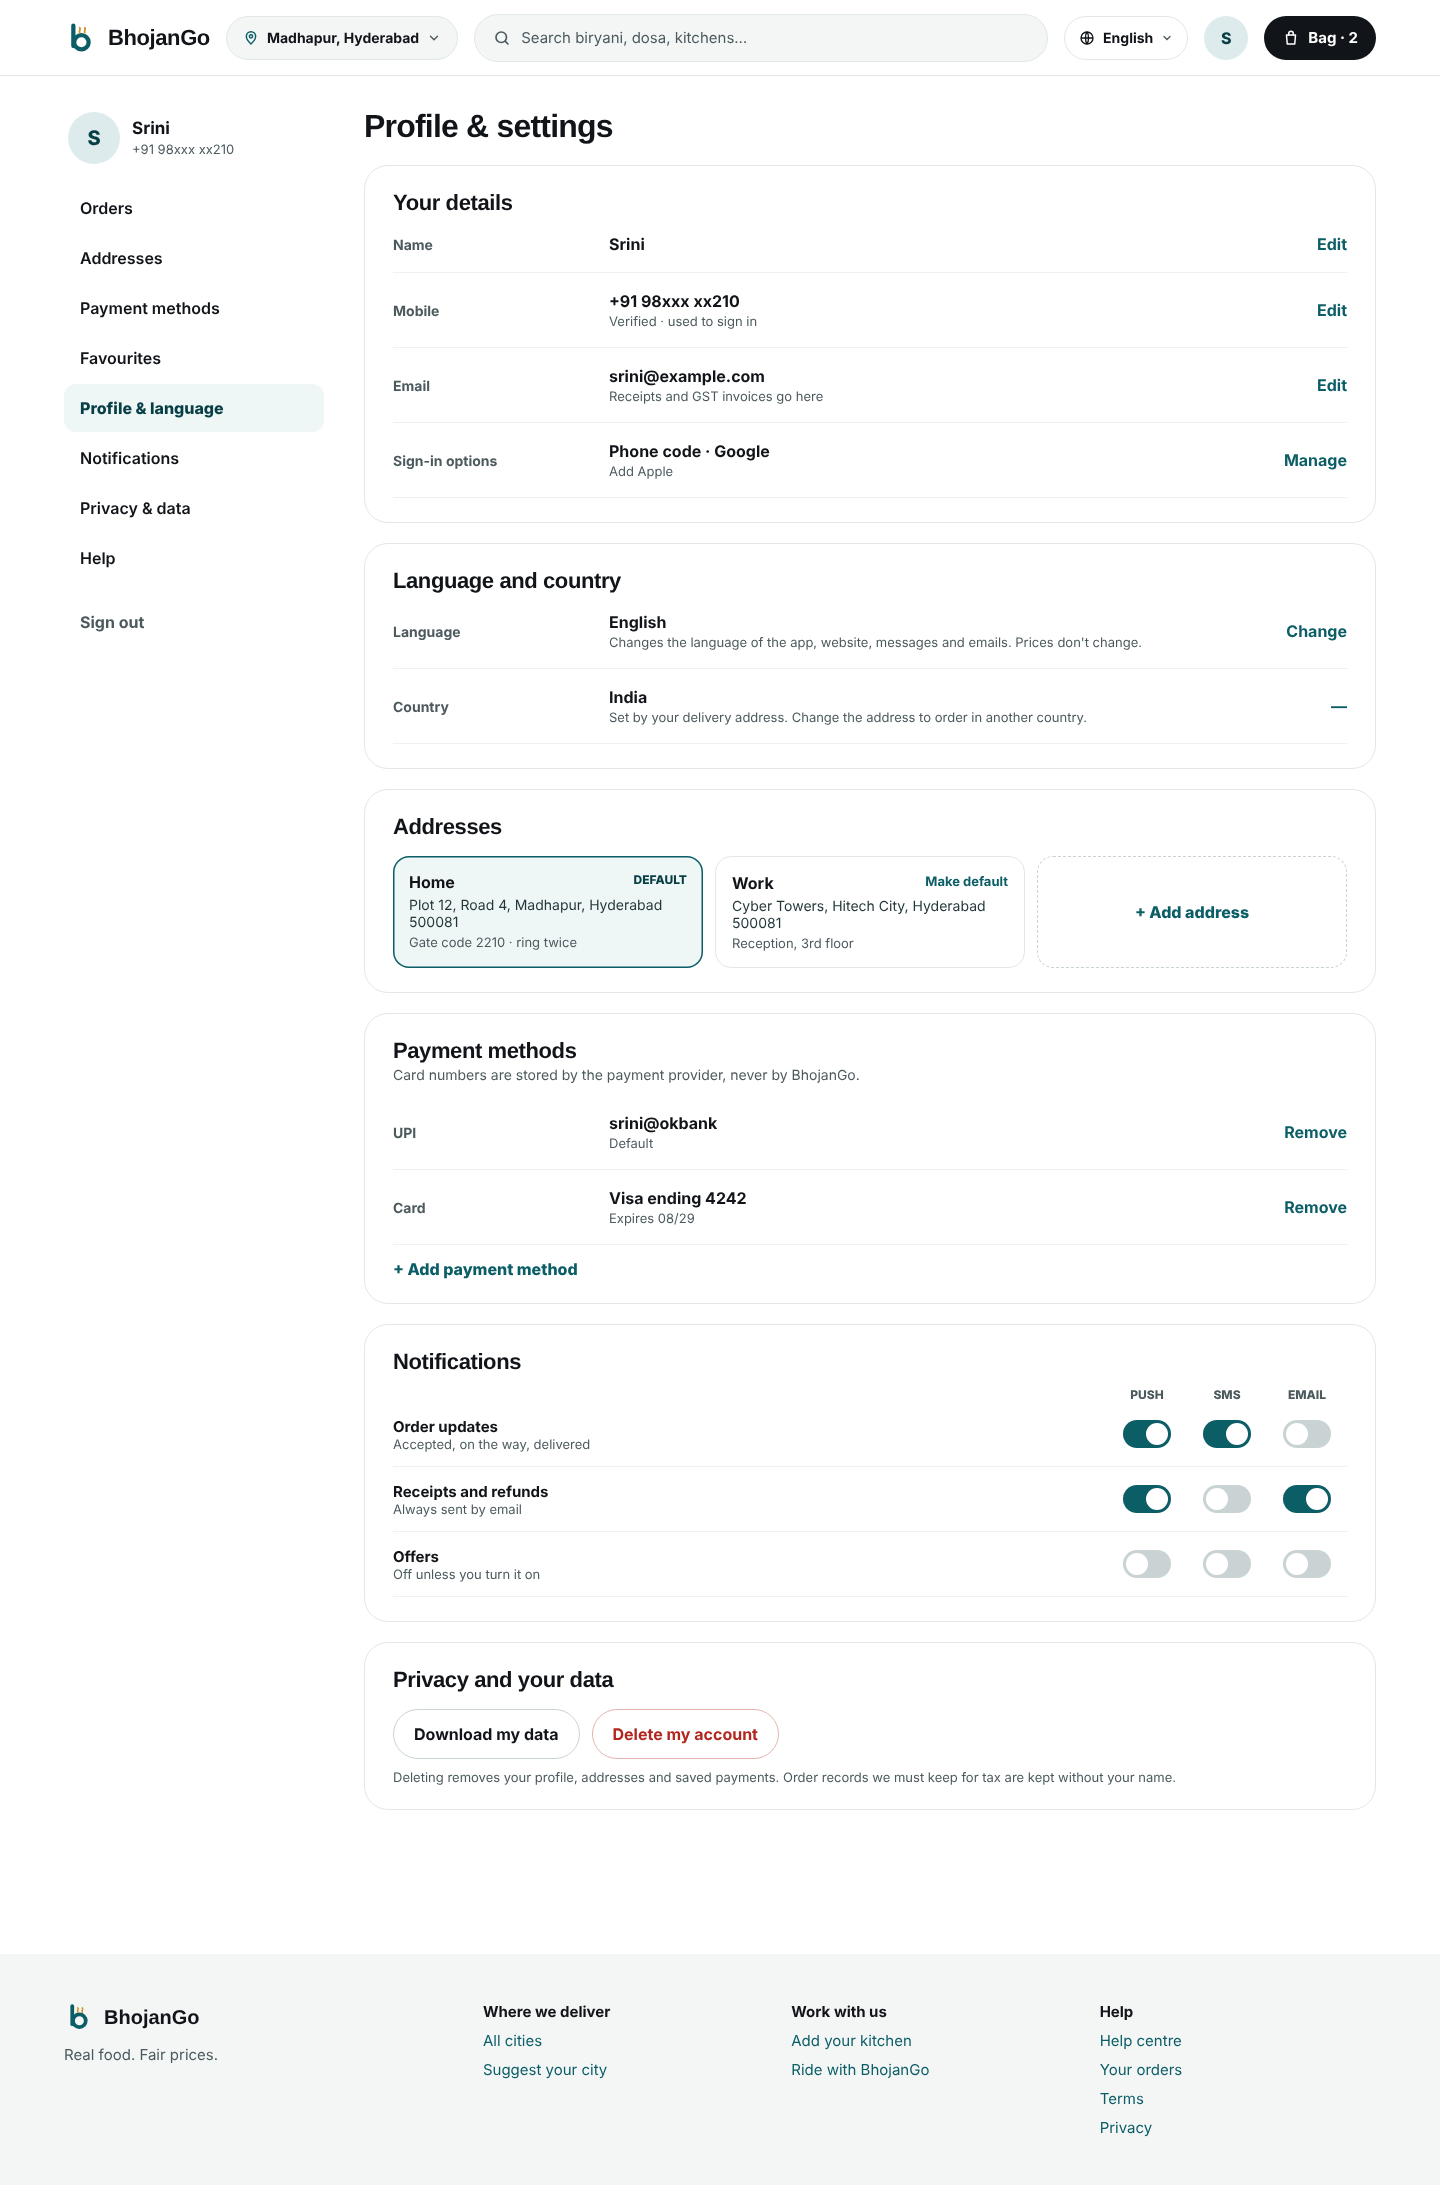 BhojanGo
Madhapur, Hyderabad
Search biryani, dosa, kitchens...
English
S
Bag · 2
S
Srini
+91 98xxx xx210
Orders
Addresses
Payment methods
Favourites
Profile & language
Notifications
Privacy & data
Help
Sign out
Profile & settings
Your details
Name Srini Edit
Mobile +91 98xxx xx210 Edit
Verified · used to sign in
Email srini@example.com Edit
Receipts and GST invoices go here
Sign-in options Phone code · Google Manage
Add Apple
Language and country
Language English Change
Changes the language of the app, website, messages and emails. Prices don't change.
Country India —
Set by your delivery address. Change the address to order in another country.
Addresses
Home DEFAULT
Plot 12, Road 4, Madhapur, Hyderabad
500081
Gate code 2210 · ring twice
Work Make default
Cyber Towers, Hitech City, Hyderabad
500081
Reception, 3rd floor
+ Add address
Payment methods
Card numbers are stored by the payment provider, never by BhojanGo.
UPI srini@okbank Remove
Default
Card Visa ending 4242 Remove
Expires 08/29
+ Add payment method
Notifications
PUSH SMS EMAIL
Order updates
Accepted, on the way, delivered
Receipts and refunds
Always sent by email
Offers
Off unless you turn it on
Privacy and your data
Download my data
Delete my account
Deleting removes your profile, addresses and saved payments. Order records we must keep for tax are kept without your name.
BhojanGo
Real food. Fair prices.
Where we deliver
All cities
Suggest your city
Work with us
Add your kitchen
Ride with BhojanGo
Help
Help centre
Your orders
Terms
Privacy